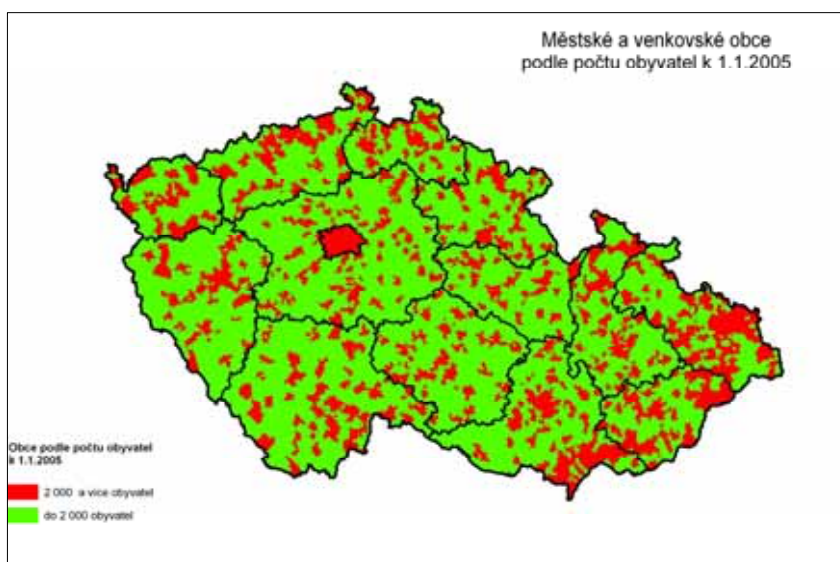 Městské a venkovské obce
podle počtu obyvatel k 1.1.2005
Obce podle počtu obyvatel
k 1.1.2005
2 000 a více obyvatel
do 2 000 obyvatel